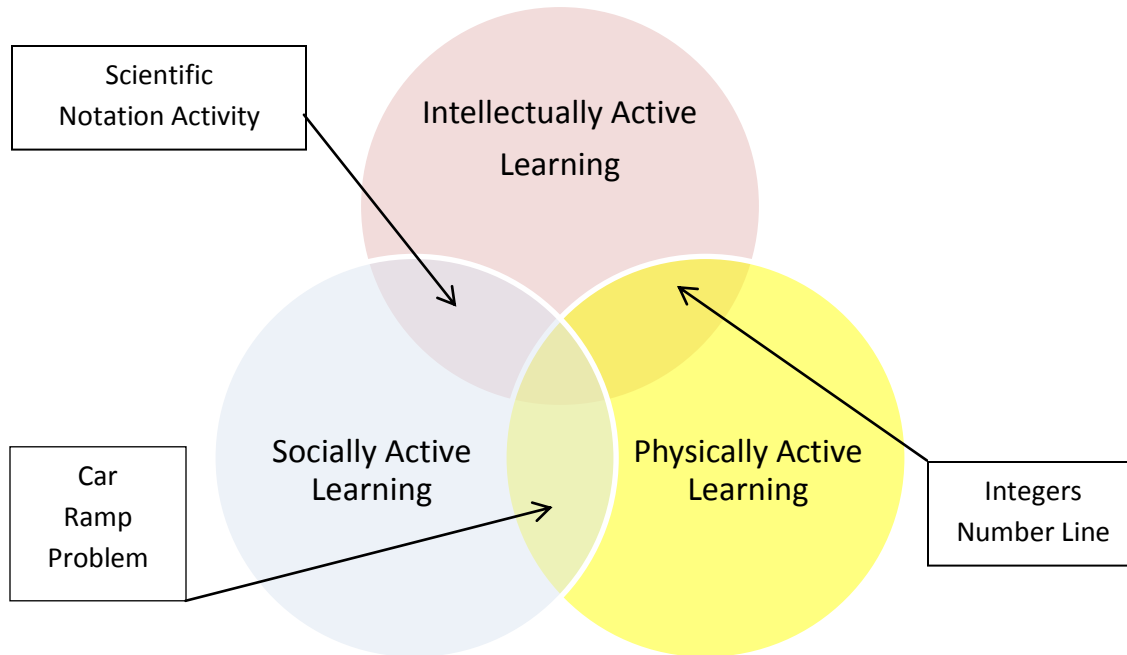 Scientific
Notation Activity
Intellectually Active
Learning
Socially Active
Learning
Physically Active
Learning
Car
Ramp
Problem
Integers
Number Line